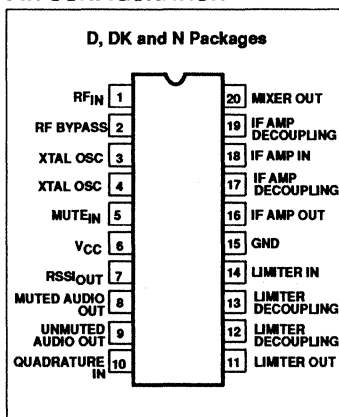 D, DK and N Packages
RFIN 1
RF BYPASS 2
XTAL OSC 3
XTAL OSC 4
MUTEIN 5
VCC 6
RSSIOUT 7
MUTED AUDIO
OUT 8
UNMUTED
AUDIO OUT 9
QUADRATURE
IN 10
20 MIXER OUT
19 IF AMP
DECOUPLING
18 IF AMP IN
17 IF AMP
DECOUPLING
16 IF AMP OUT
15 GND
14 LIMITER IN
13 LIMITER
DECOUPLING
12 LIMITER
DECOUPLING
11 LIMITER OUT